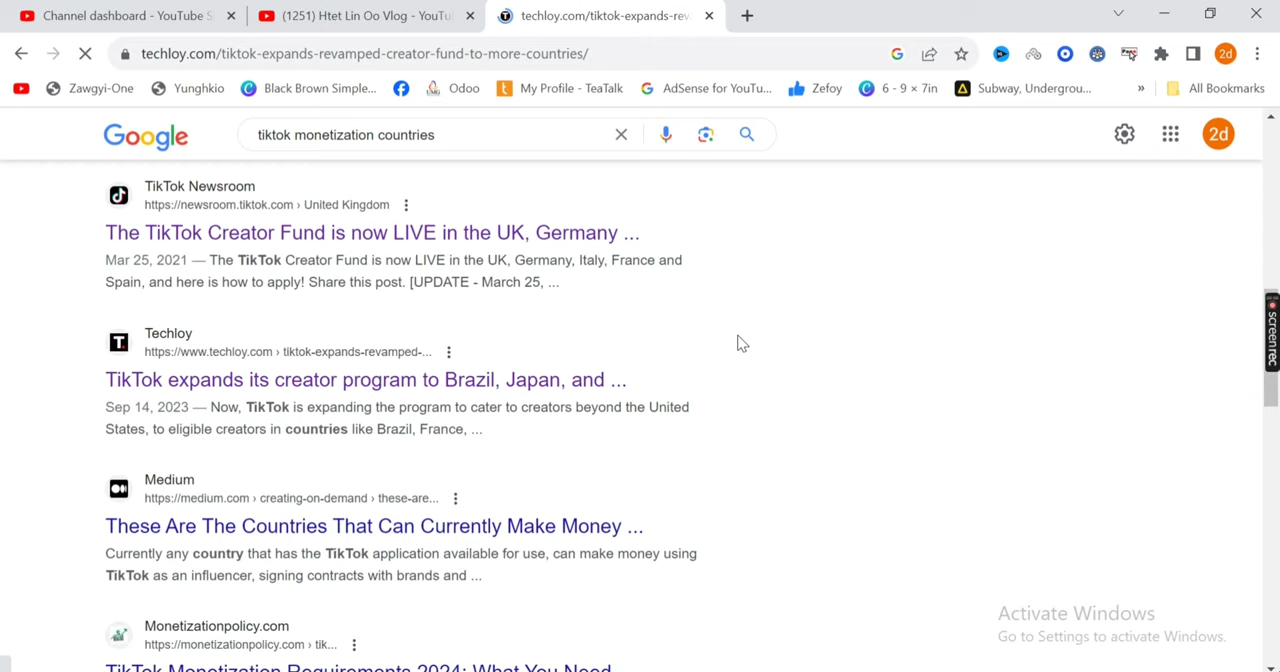 Channel dashboard - YouTube S
(1251) Htet Lin Oo Vlog - YouTu
techloy.com/tiktok-expands-rev
techloy.com/tiktok-expands-revamped-creator-fund-to-more-countries/
2d
Zawgyi-One
Yunghkio
Black Brown Simple...
Odoo
My Profile - TeaTalk
AdSense for YouTu...
Zefoy
6 - 9 × 7in
Subway, Undergrou...
»
All Bookmarks
Google
tiktok monetization countries
2d
TikTok Newsroom
https://newsroom.tiktok.com › United Kingdom
The TikTok Creator Fund is now LIVE in the UK, Germany ...
Mar 25, 2021 — The TikTok Creator Fund is now LIVE in the UK, Germany, Italy, France and
Spain, and here is how to apply! Share this post. [UPDATE - March 25, ...
screenrec
Techloy
https://www.techloy.com › tiktok-expands-revamped-...
TikTok expands its creator program to Brazil, Japan, and ...
Sep 14, 2023 — Now, TikTok is expanding the program to cater to creators beyond the United
States, to eligible creators in countries like Brazil, France, ...
Medium
https://medium.com › creating-on-demand › these-are...
These Are The Countries That Can Currently Make Money ...
Currently any country that has the TikTok application available for use, can make money using
TikTok as an influencer, signing contracts with brands and ...
Activate Windows
Go to Settings to activate Windows.
Monetizationpolicy.com
https://monetizationpolicy.com › tik...
TikTok Monetization Requirements 2024: What You Need